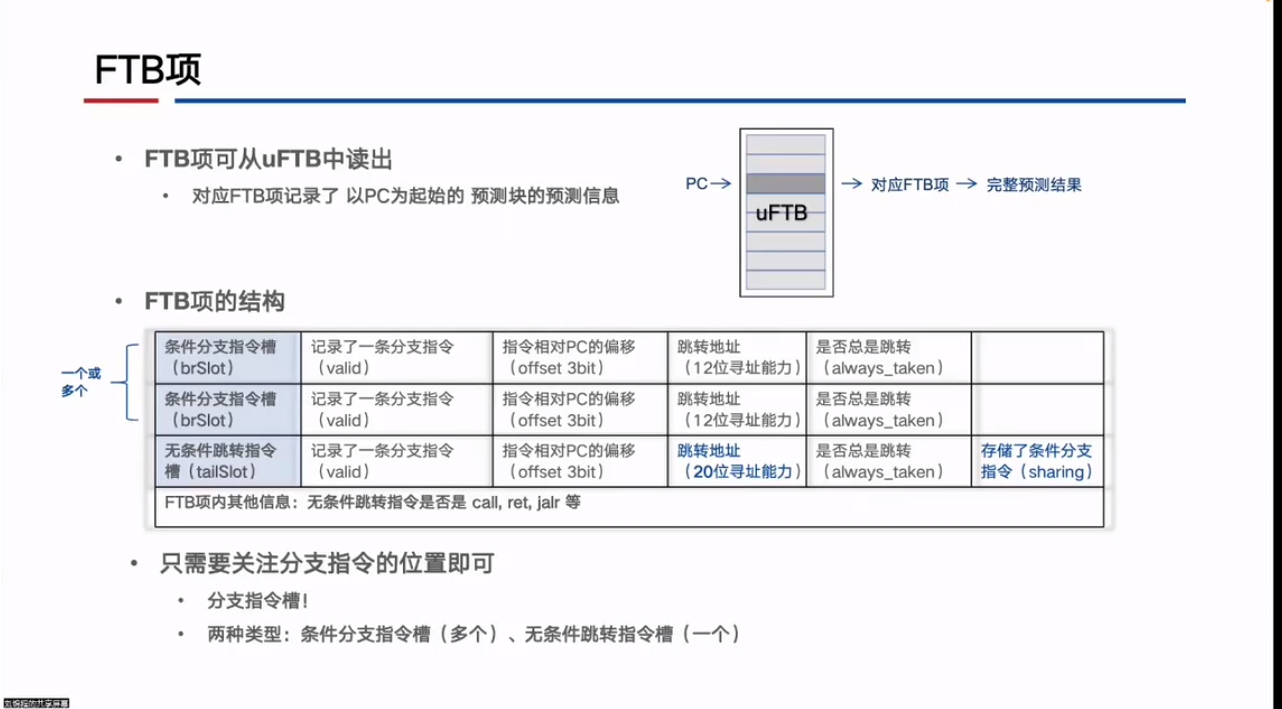 FTB项
• FTB项可从uFTB中读出
• 对应FTB项记录了 以PC为起始的 预测块的预测信息
PC
uFTB
对应FTB项
完整预测结果
• FTB项的结构
一个或
多个
条件分支指令槽
（brSlot）
记录了一条分支指令
（valid）
指令相对PC的偏移
（offset 3bit）
跳转地址
（12位寻址能力）
是否总是跳转
（always_taken）
条件分支指令槽
（brSlot）
记录了一条分支指令
（valid）
指令相对PC的偏移
（offset 3bit）
跳转地址
（12位寻址能力）
是否总是跳转
（always_taken）
无条件跳转指令
槽（tailSlot）
记录了一条分支指令
（valid）
指令相对PC的偏移
（offset 3bit）
跳转地址
（20位寻址能力）
是否总是跳转
（always_taken）
存储了条件分支
指令（sharing）
FTB项内其他信息：无条件跳转指令是否是 call, ret, jalr 等
• 只需要关注分支指令的位置即可
• 分支指令槽！
• 两种类型：条件分支指令槽（多个）、无条件跳转指令槽（一个）